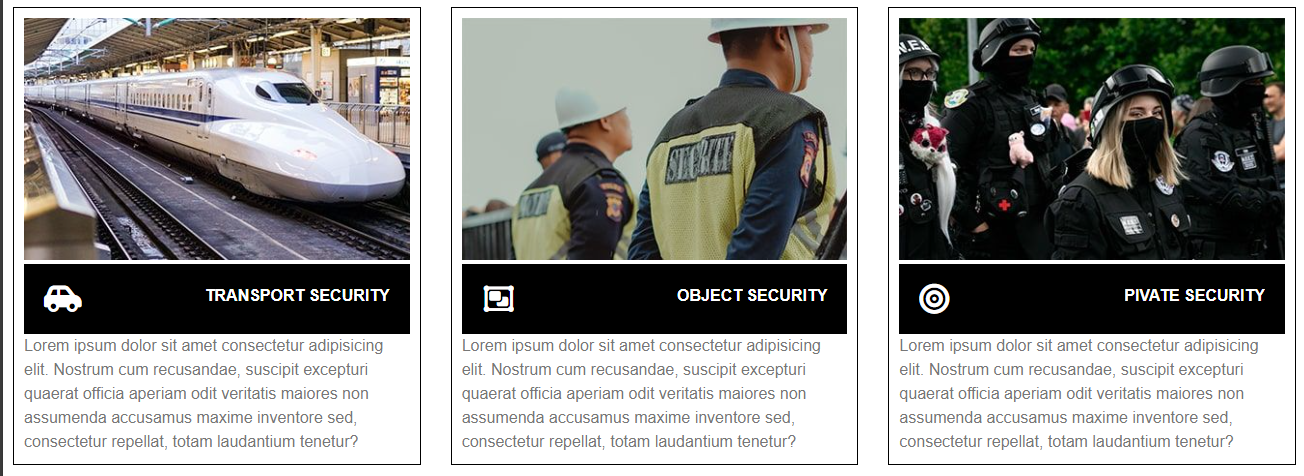 SECURITE
N.E.R.
TRANSPORT SECURITY
Lorem ipsum dolor sit amet consectetur adipisicing
elit. Nostrum cum recusandae, suscipit excepturi
quaerat officia aperiam odit veritatis maiores non
assumenda accusamus maxime inventore sed,
consectetur repellat, totam laudantium tenetur?
OBJECT SECURITY
Lorem ipsum dolor sit amet consectetur adipisicing
elit. Nostrum cum recusandae, suscipit excepturi
quaerat officia aperiam odit veritatis maiores non
assumenda accusamus maxime inventore sed,
consectetur repellat, totam laudantium tenetur?
PIVATE SECURITY
Lorem ipsum dolor sit amet consectetur adipisicing
elit. Nostrum cum recusandae, suscipit excepturi
quaerat officia aperiam odit veritatis maiores non
assumenda accusamus maxime inventore sed,
consectetur repellat, totam laudantium tenetur?